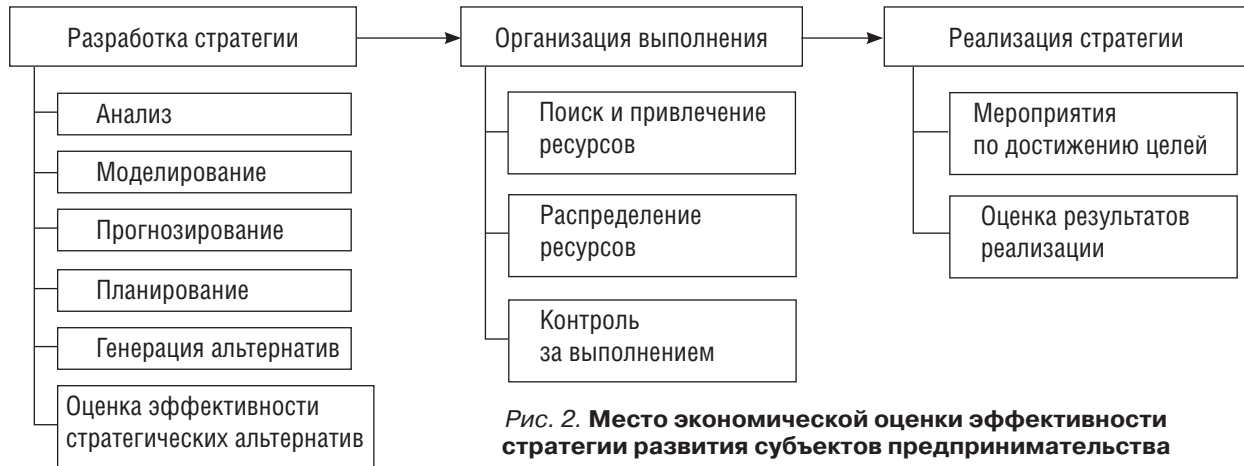 Разработка стратегии
Анализ
Моделирование
Прогнозирование
Планирование
Генерация альтернатив
Оценка эффективности
стратегических альтернатив
Организация выполнения
Поиск и привлечение
ресурсов
Распределение
ресурсов
Контроль
за выполнением
Реализация стратегии
Мероприятия
по достижению целей
Оценка результатов
реализации
Рис. 2. Место экономической оценки эффективности
стратегии развития субъектов предпринимательства